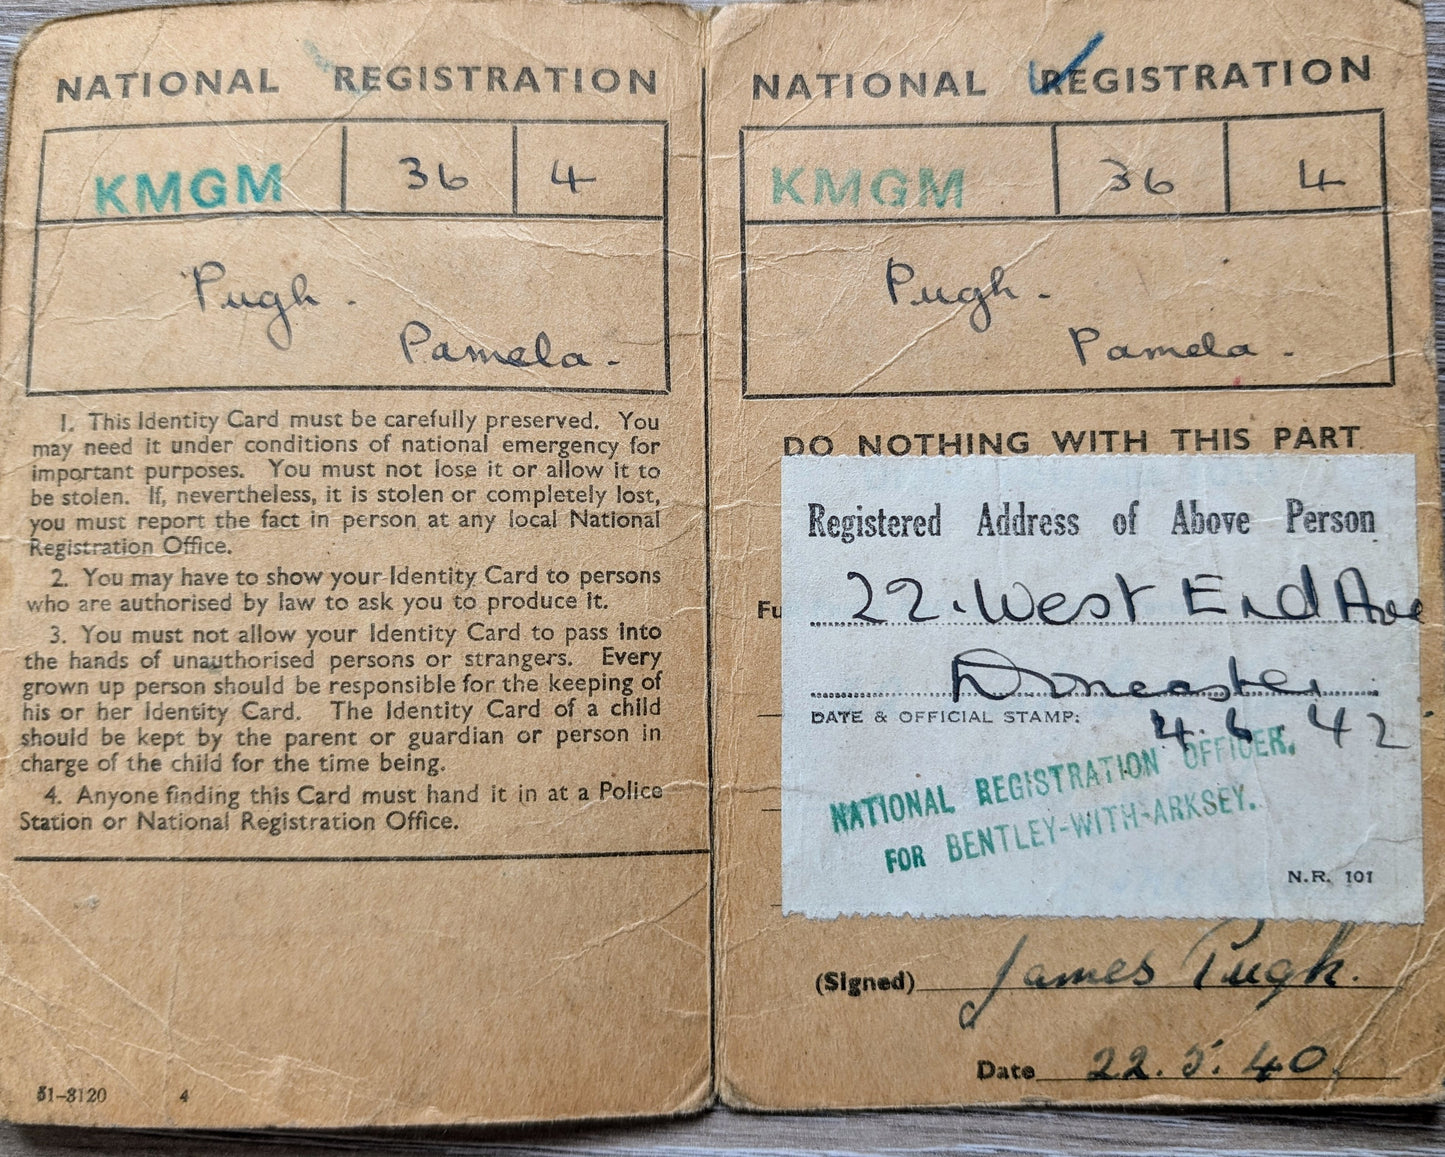 NATIONAL REGISTRATION
KMGM 36 4
Pugh.
Pamela.
1. This Identity Card must be carefully preserved. You
may need it under conditions of national emergency for
important purposes. You must not lose it or allow it to
be stolen. If, nevertheless, it is stolen or completely lost,
you must report the fact in person at any local National
Registration Office.
2. You may have to show your Identity Card to persons
who are authorised by law to ask you to produce it.
3. You must not allow your Identity Card to pass into
the hands of unauthorised persons or strangers. Every
grown up person should be responsible for the keeping of
his or her Identity Card. The Identity Card of a child
should be kept by the parent or guardian or person in
charge of the child for the time being.
4. Anyone finding this Card must hand it in at a Police
Station or National Registration Office.
51-3120 4
NATIONAL REGISTRATION
KMGM 36 4
Pugh.
Pamela.
DO NOTHING WITH THIS PART
Registered Address of Above Person
Fu
22. West End Ave
Doncaster
DATE & OFFICIAL STAMP:
4. 6. 42
NATIONAL REGISTRATION OFFICER.
FOR BENTLEY-WITH-ARKSEY.
N.R. 101
(Signed) James Pugh.
Date 22. 5. 40.